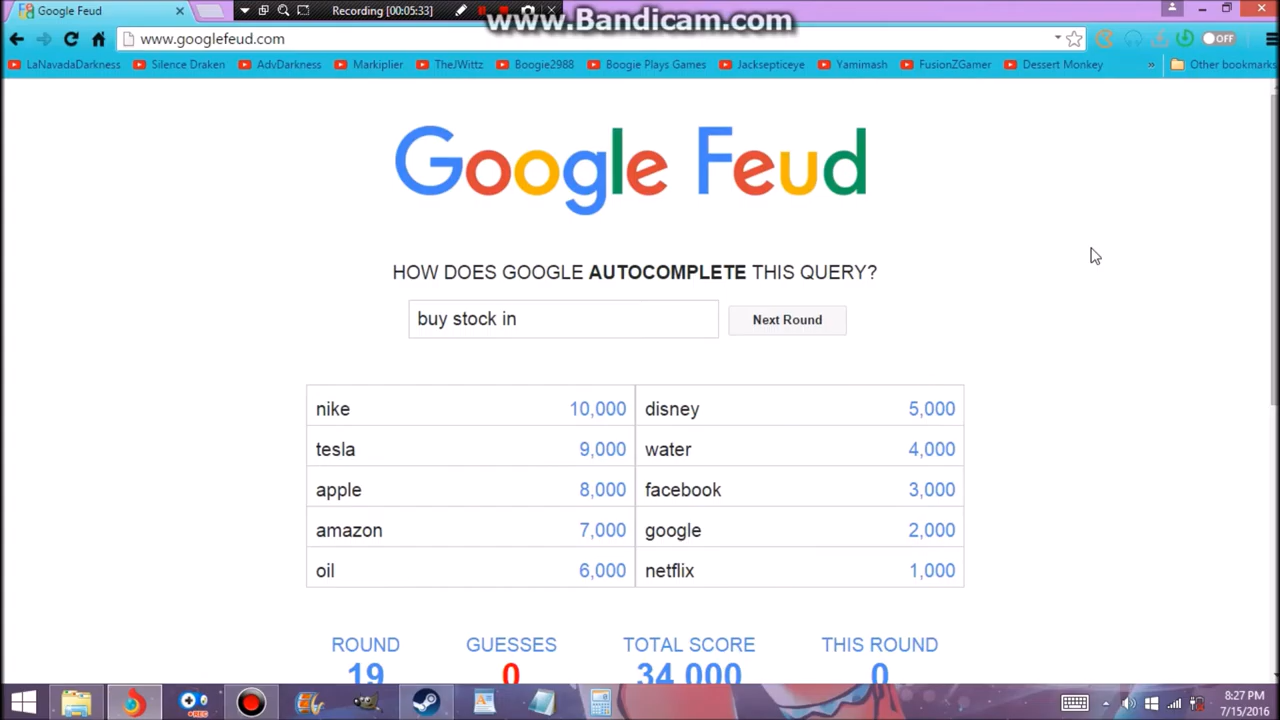 Google Feud
Recording [00:05:33]
www.Bandicam.com
www.googlefeud.com
OFF
LaNavadaDarkness Silence Draken AdvDarkness Markiplier TheJWittz Boogie2988 Boogie Plays Games Jacksepticeye Yamimash FusionZGamer Dessert Monkey » Other bookmarks
Google Feud
HOW DOES GOOGLE AUTOCOMPLETE THIS QUERY?
buy stock in
Next Round
nike 10,000 disney 5,000
tesla 9,000 water 4,000
apple 8,000 facebook 3,000
amazon 7,000 google 2,000
oil 6,000 netflix 1,000
ROUND GUESSES TOTAL SCORE THIS ROUND
19 0 34,000 0
REC
8:27 PM
7/15/2016